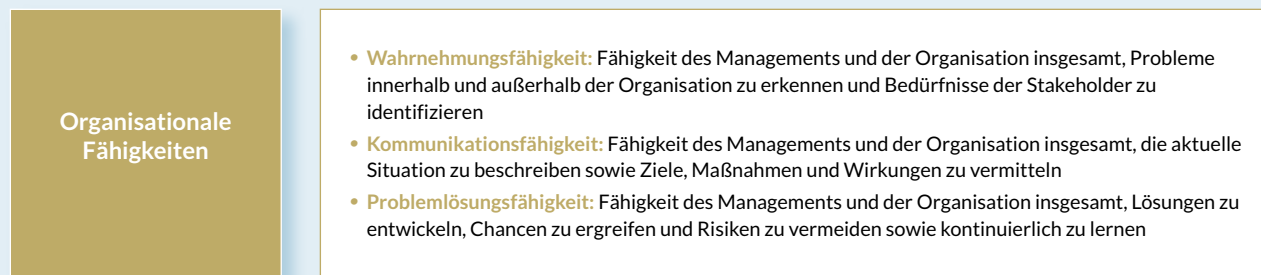 Organisationale
Fähigkeiten
• Wahrnehmungsfähigkeit: Fähigkeit des Managements und der Organisation insgesamt, Probleme
innerhalb und außerhalb der Organisation zu erkennen und Bedürfnisse der Stakeholder zu
identifizieren
• Kommunikationsfähigkeit: Fähigkeit des Managements und der Organisation insgesamt, die aktuelle
Situation zu beschreiben sowie Ziele, Maßnahmen und Wirkungen zu vermitteln
• Problemlösungsfähigkeit: Fähigkeit des Managements und der Organisation insgesamt, Lösungen zu
entwickeln, Chancen zu ergreifen und Risiken zu vermeiden sowie kontinuierlich zu lernen